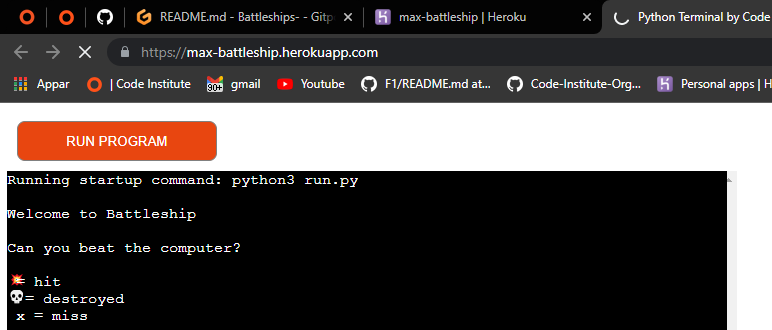 README.md - Battleships- - Gitp
max-battleship | Heroku
Python Terminal by Code
https://max-battleship.herokuapp.com
Appar
| Code Institute
90+
gmail
YouTube
F1/README.md at...
Code-Institute-Org...
Personal apps | H
RUN PROGRAM
Running startup command: python3 run.py
Welcome to Battleship
Can you beat the computer?
💥= hit
💀= destroyed
x = miss